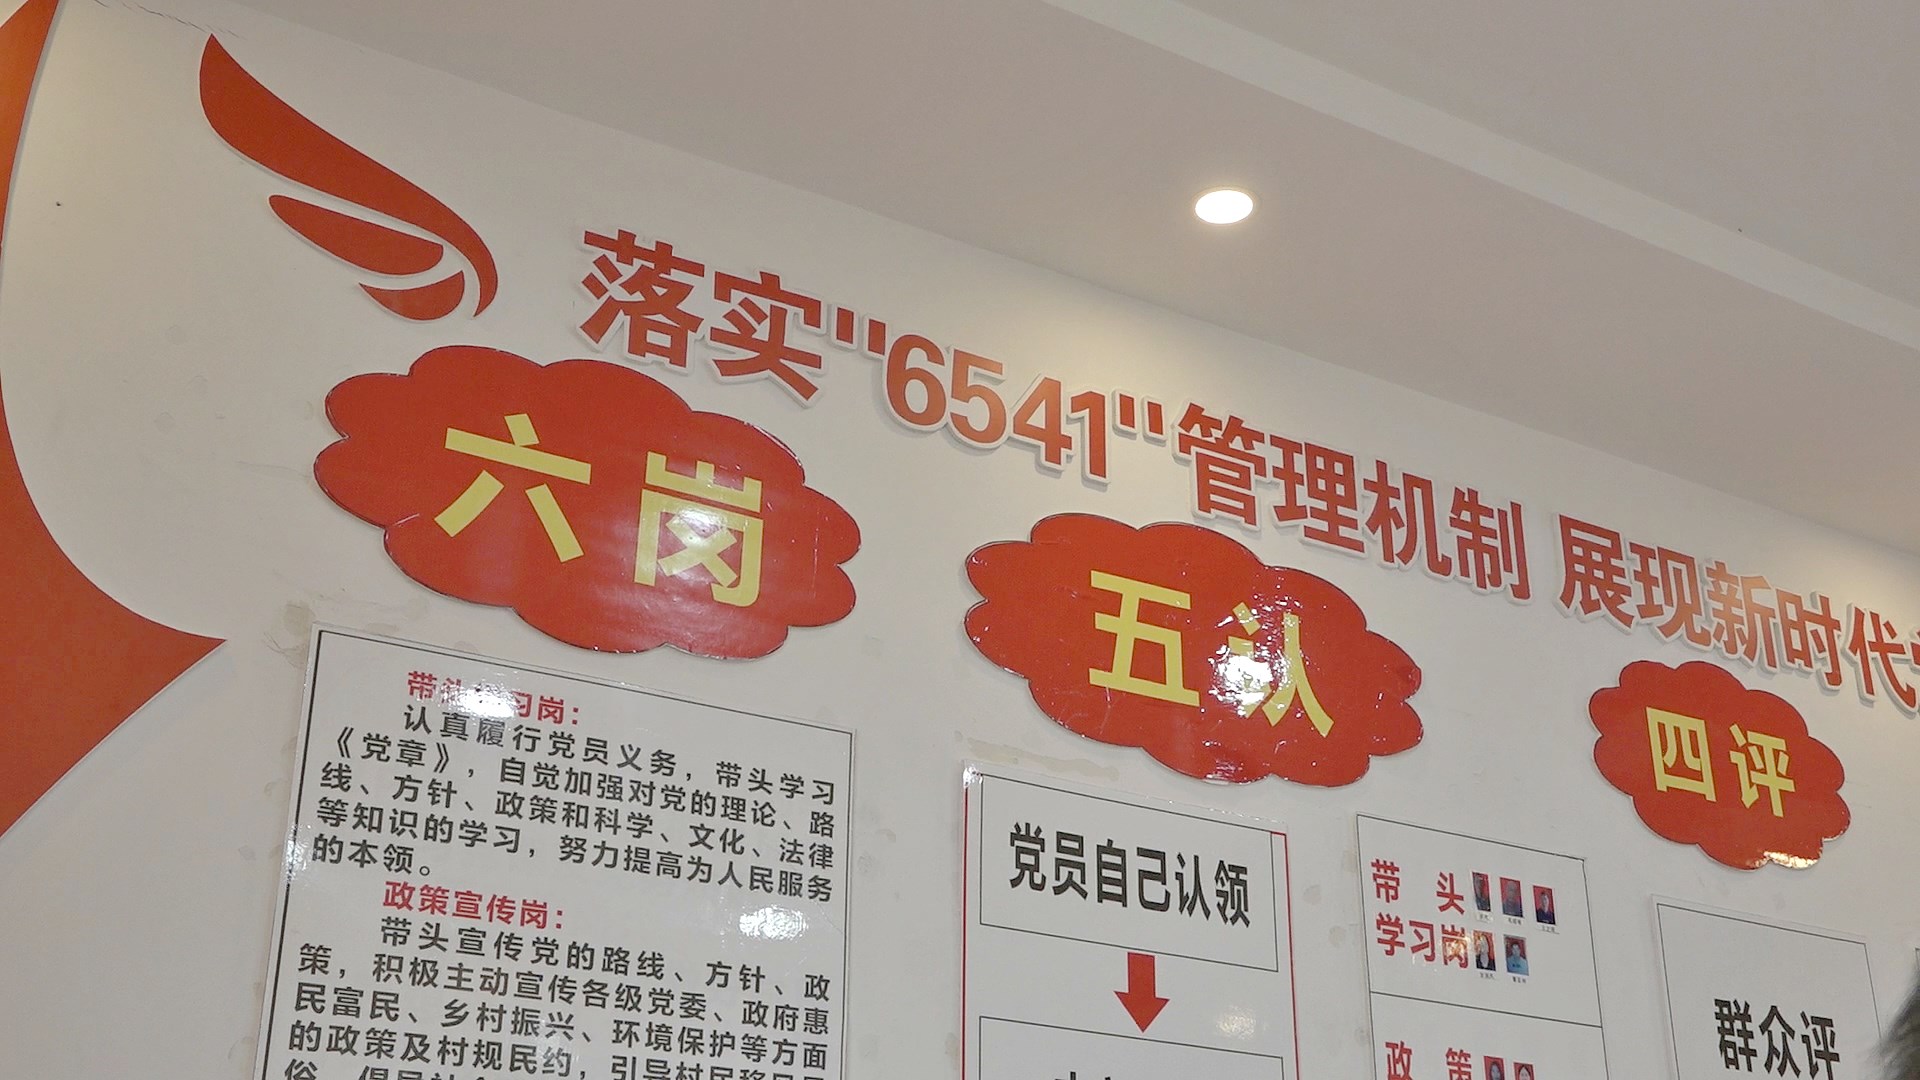 落实"6541"管理机制 展现新时代
六岗
五认
四评
带头学习岗：
认真履行党员义务，带头学习
《党章》，自觉加强对党的理论、路
线、方针、政策和科学、文化、法律
等知识的学习，努力提高为人民服务
的本领。
政策宣传岗：
带头宣传党的路线、方针、政
策，积极主动宣传各级党委、政府惠
民富民、乡村振兴、环境保护等方面
的政策及村规民约，引导村民移风
俗
党员自己认领
带 头
学习岗
政 策
群众评